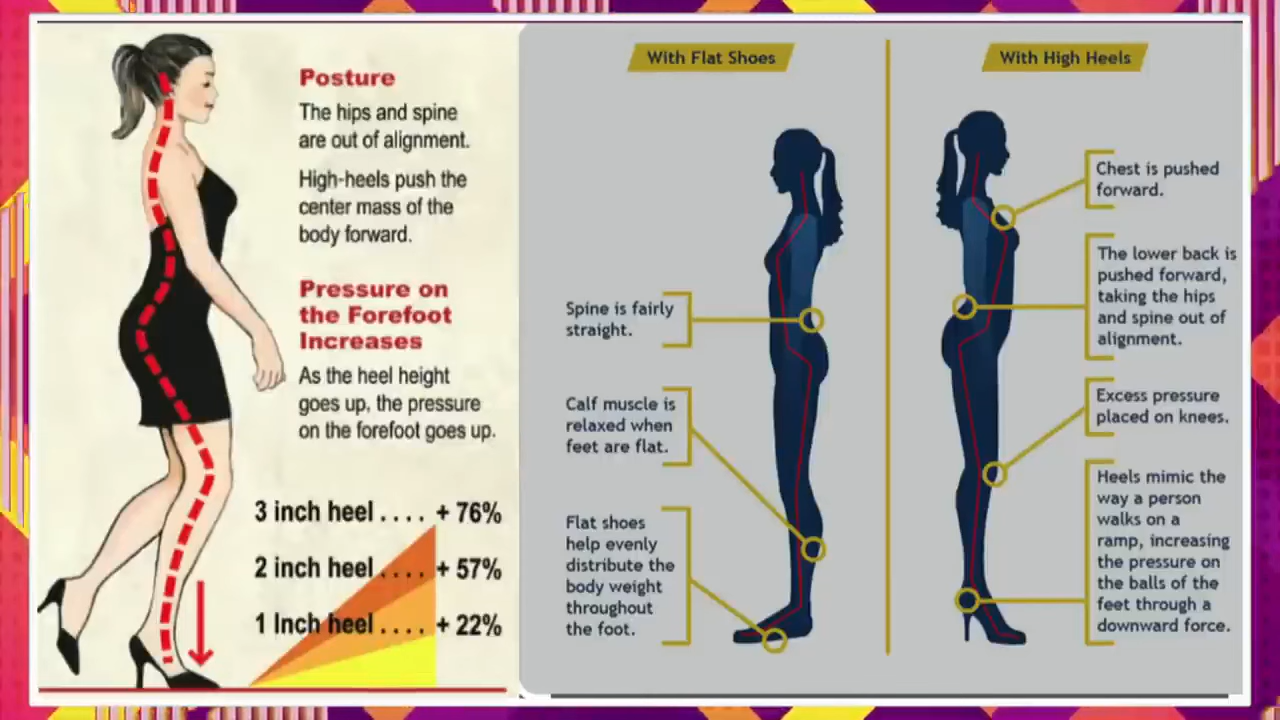 Posture
The hips and spine
are out of alignment.
High-heels push the
center mass of the
body forward.
Pressure on
the Forefoot
Increases
As the heel height
goes up, the pressure
on the forefoot goes up.
3 inch heel .... + 76%
2 inch heel .... + 57%
1 Inch heel .... + 22%
With Flat Shoes
Spine is fairly
straight.
Calf muscle is
relaxed when
feet are flat.
Flat shoes
help evenly
distribute the
body weight
throughout
the foot.
With High Heels
Chest is pushed
forward.
The lower back is
pushed forward,
taking the hips
and spine out of
alignment.
Excess pressure
placed on knees.
Heels mimic the
way a person
walks on a
ramp, increasing
the pressure on
the balls of the
feet through a
downward force.